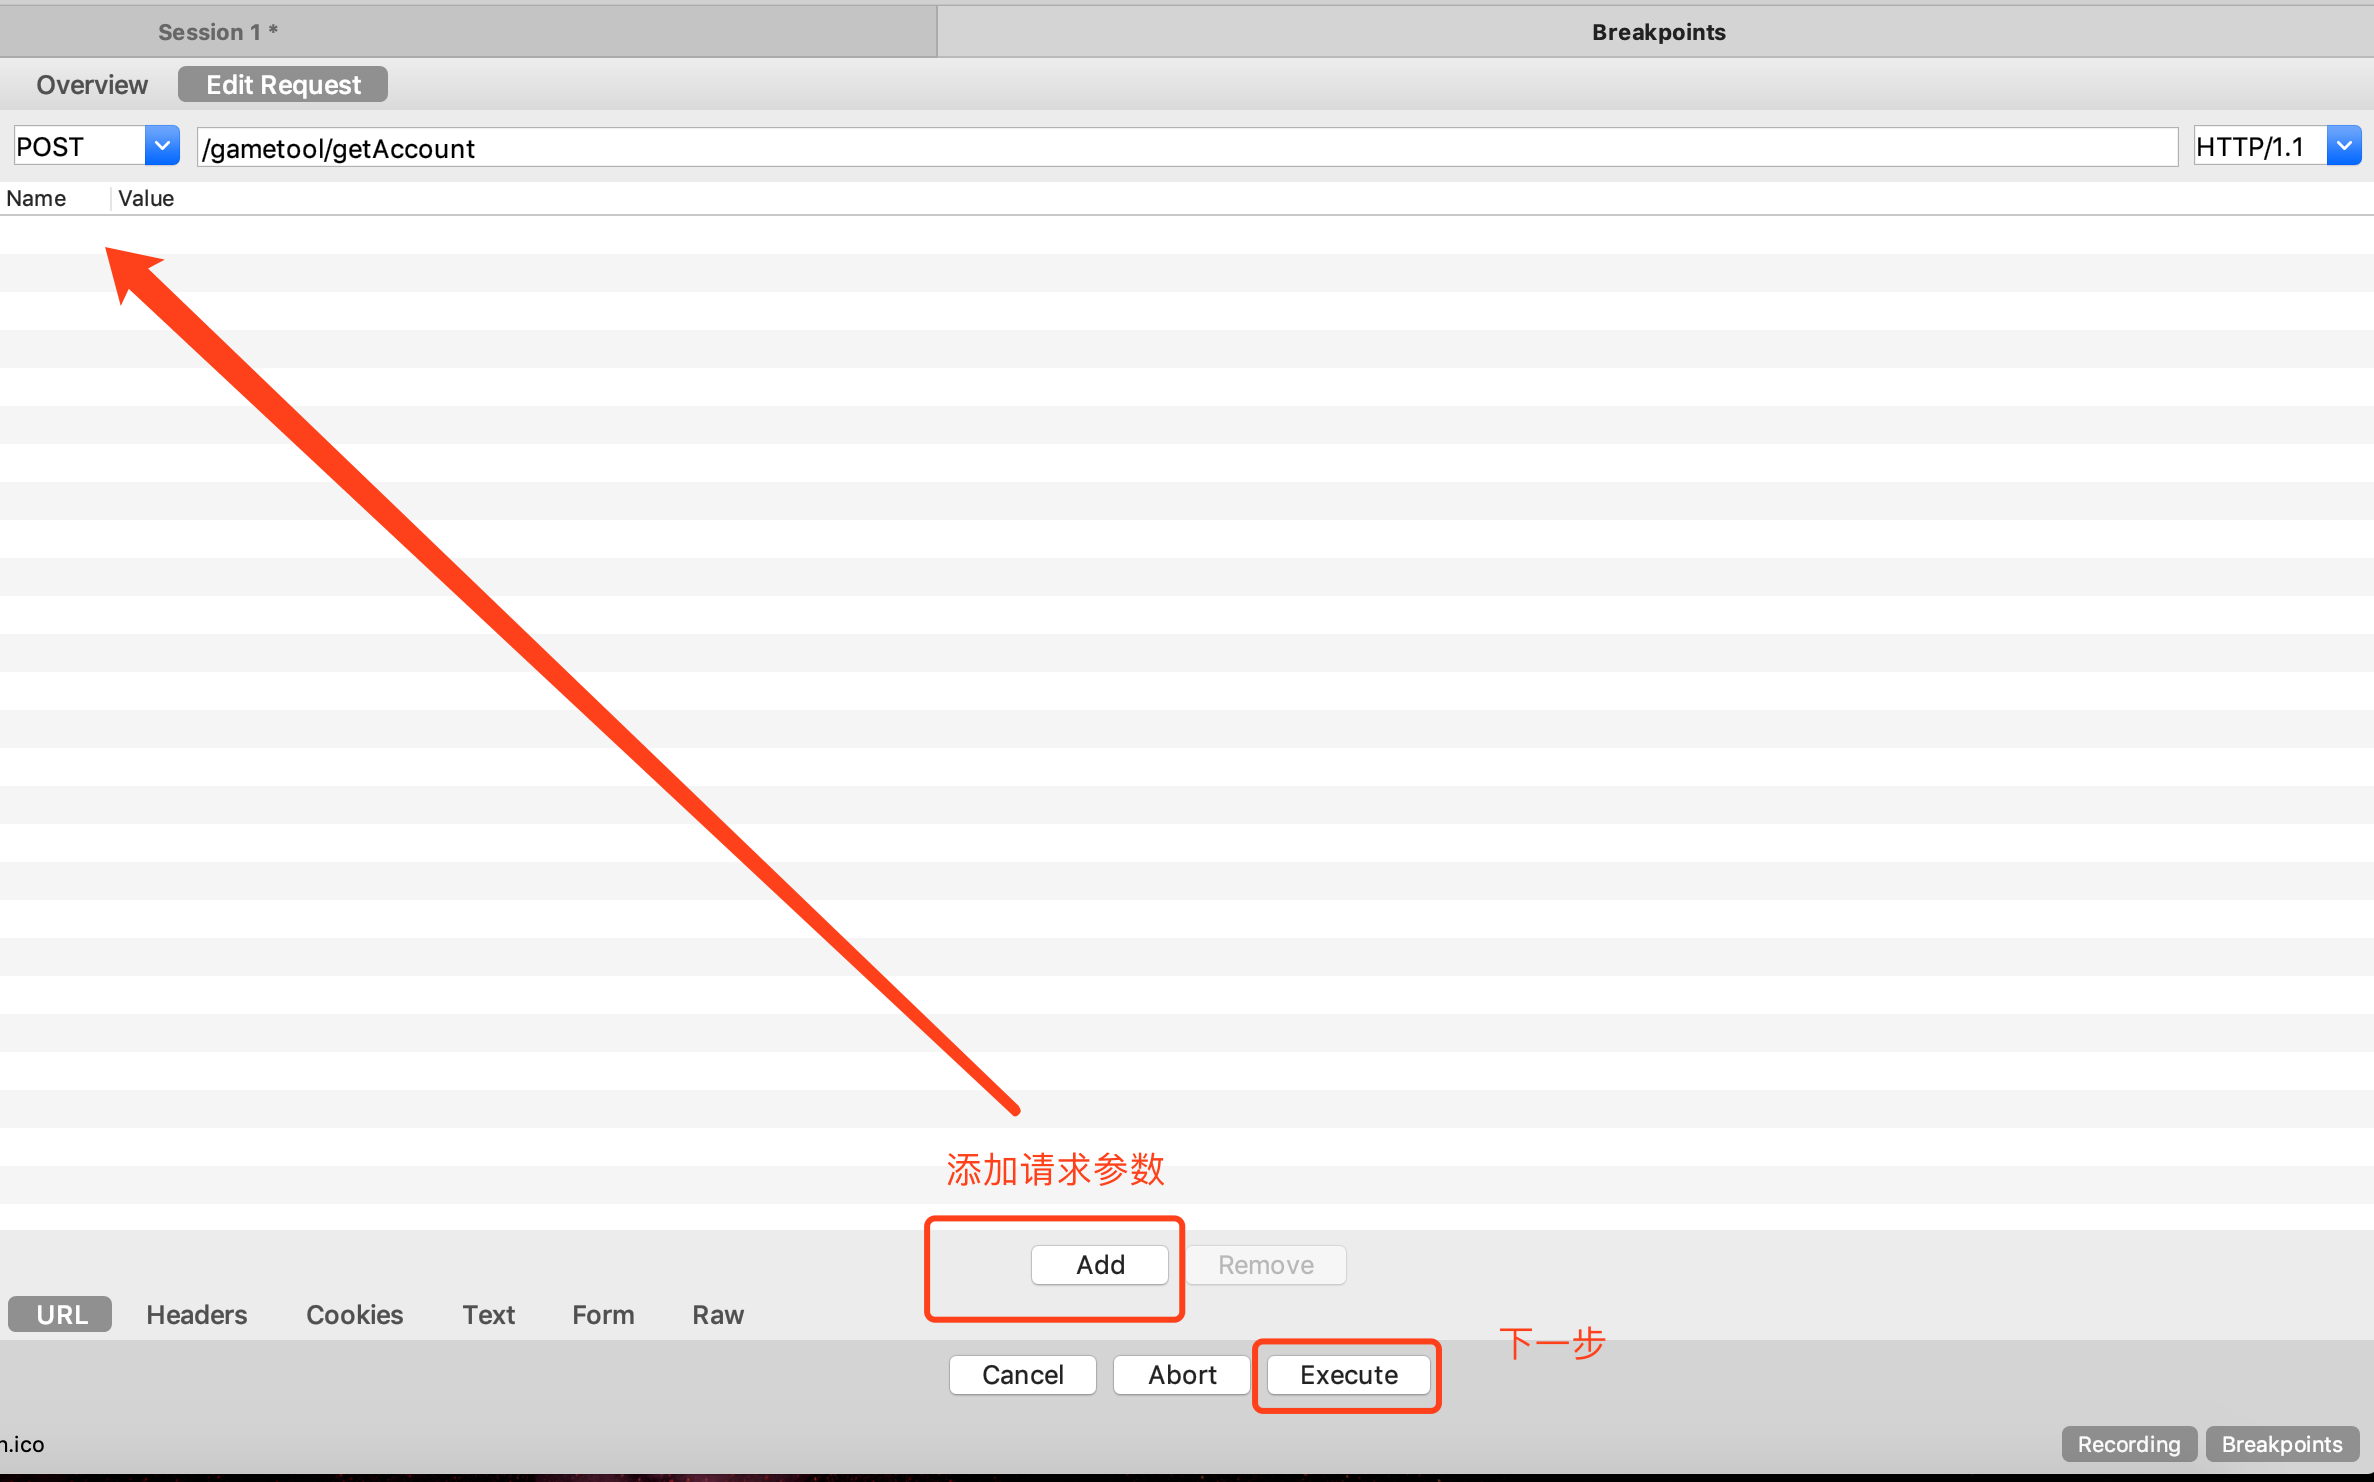 Session 1 *
Breakpoints
Overview
Edit Request
POST
/gametool/getAccount
HTTP/1.1
Name
Value
添加请求参数
Add
Remove
URL
Headers
Cookies
Text
Form
Raw
下一步
Cancel
Abort
Execute
n.ico
Recording
Breakpoints